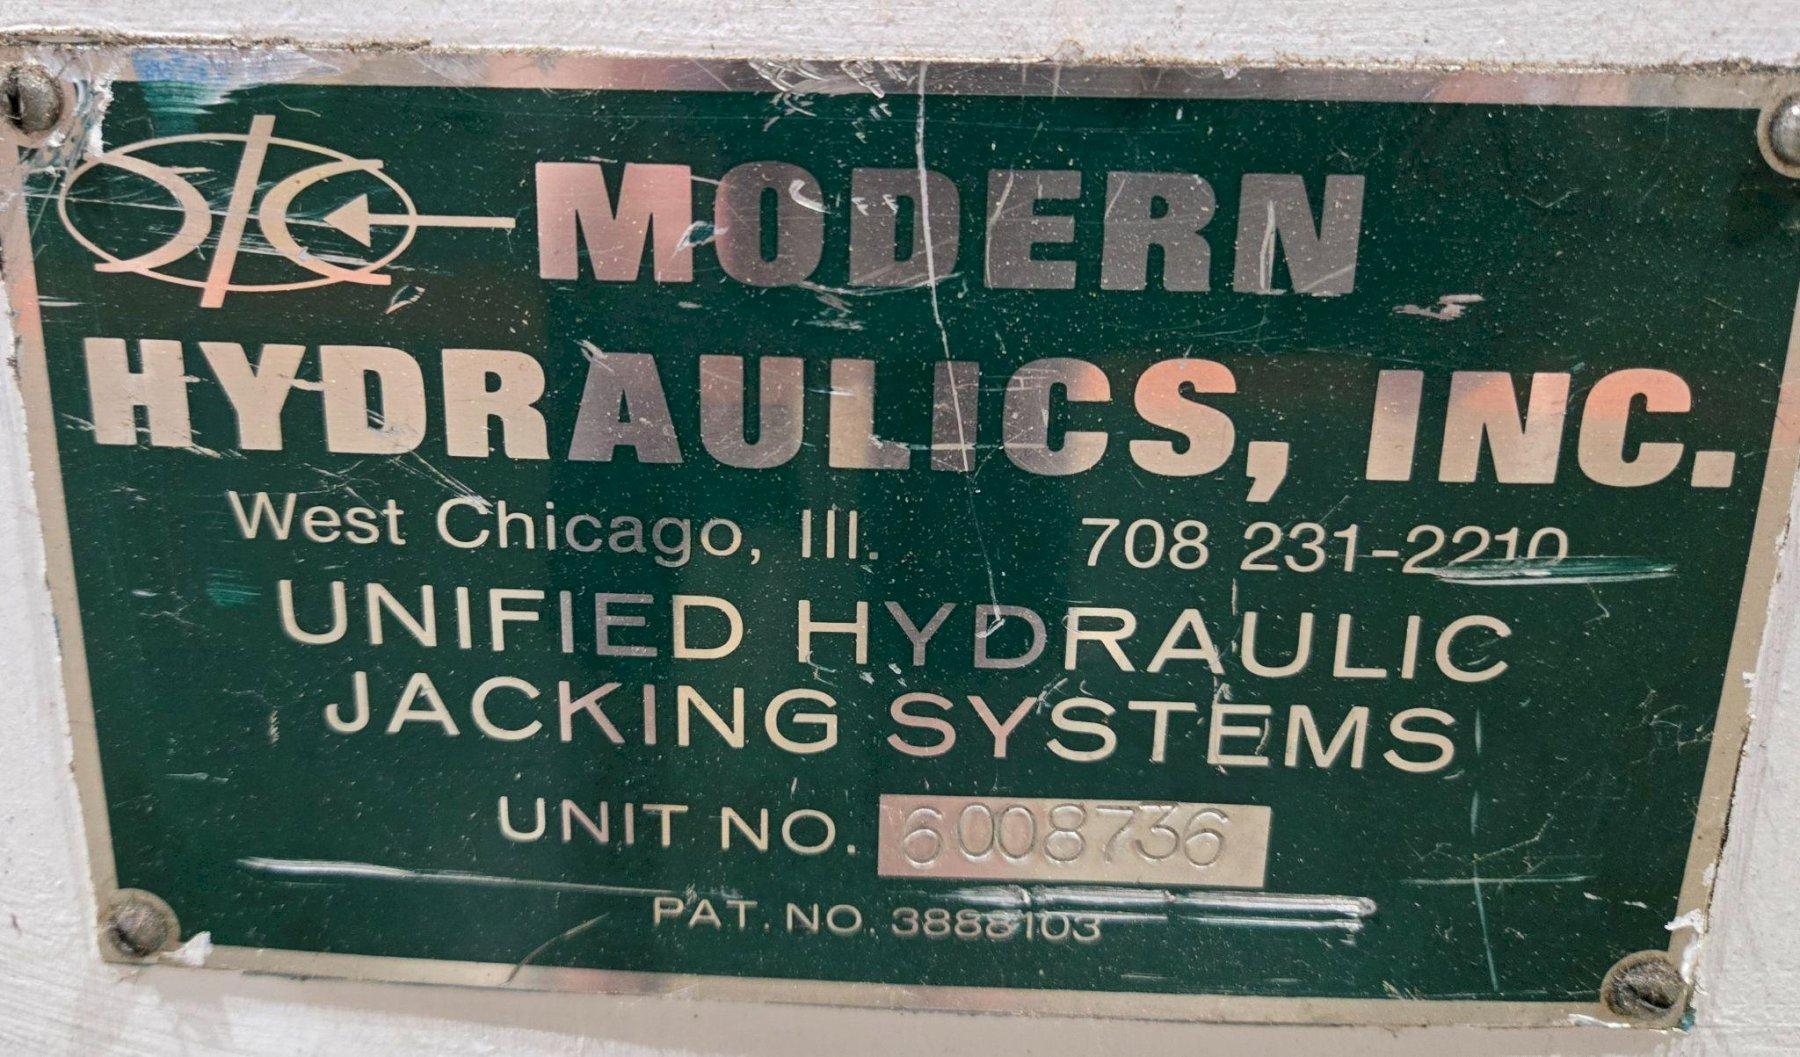 MODERN
HYDRAULICS, INC.
West Chicago, Ill. 708 231-2210
UNIFIED HYDRAULIC
JACKING SYSTEMS
UNIT NO. 6008736
PAT. NO. 3888103